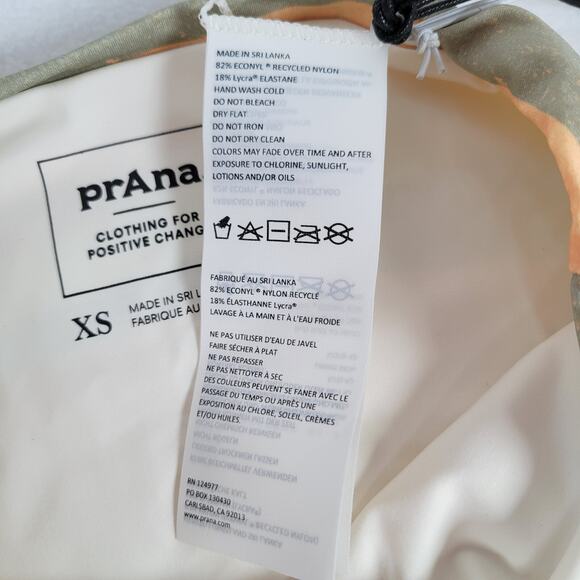 MADE IN SRI LANKA
82% ECONYL® RECYCLED NYLON
18% Lycra® ELASTANE
HAND WASH COLD
DO NOT BLEACH
DRY FLAT
DO NOT IRON
DO NOT DRY CLEAN
COLORS MAY FADE OVER TIME AND AFTER
EXPOSURE TO CHLORINE, SUNLIGHT,
LOTIONS AND/OR OILS
FABRIQUÉ AU SRI LANKA
82% ECONYL® NYLON RECYCLÉ
18% ÉLASTHANNE Lycra®
LAVAGE À LA MAIN ET À L'EAU FROIDE
NE PAS UTILISER D'EAU DE JAVEL
FAIRE SÉCHER À PLAT
NE PAS REPASSER
NE PAS NETTOYER À SEC
DES COULEURS PEUVENT SE FANER AVEC LE
PASSAGE DU TEMPS OU APRÈS UNE
EXPOSITION AU CHLORE, SOLEIL, CRÈMES
ET/OU HUILES.
RN 124977
PO BOX 130430
CARLSBAD, CA 92013
www.prana.com
prAna
CLOTHING FOR
POSITIVE CHANG
XS
MADE IN SRI L
FABRIQUE AU